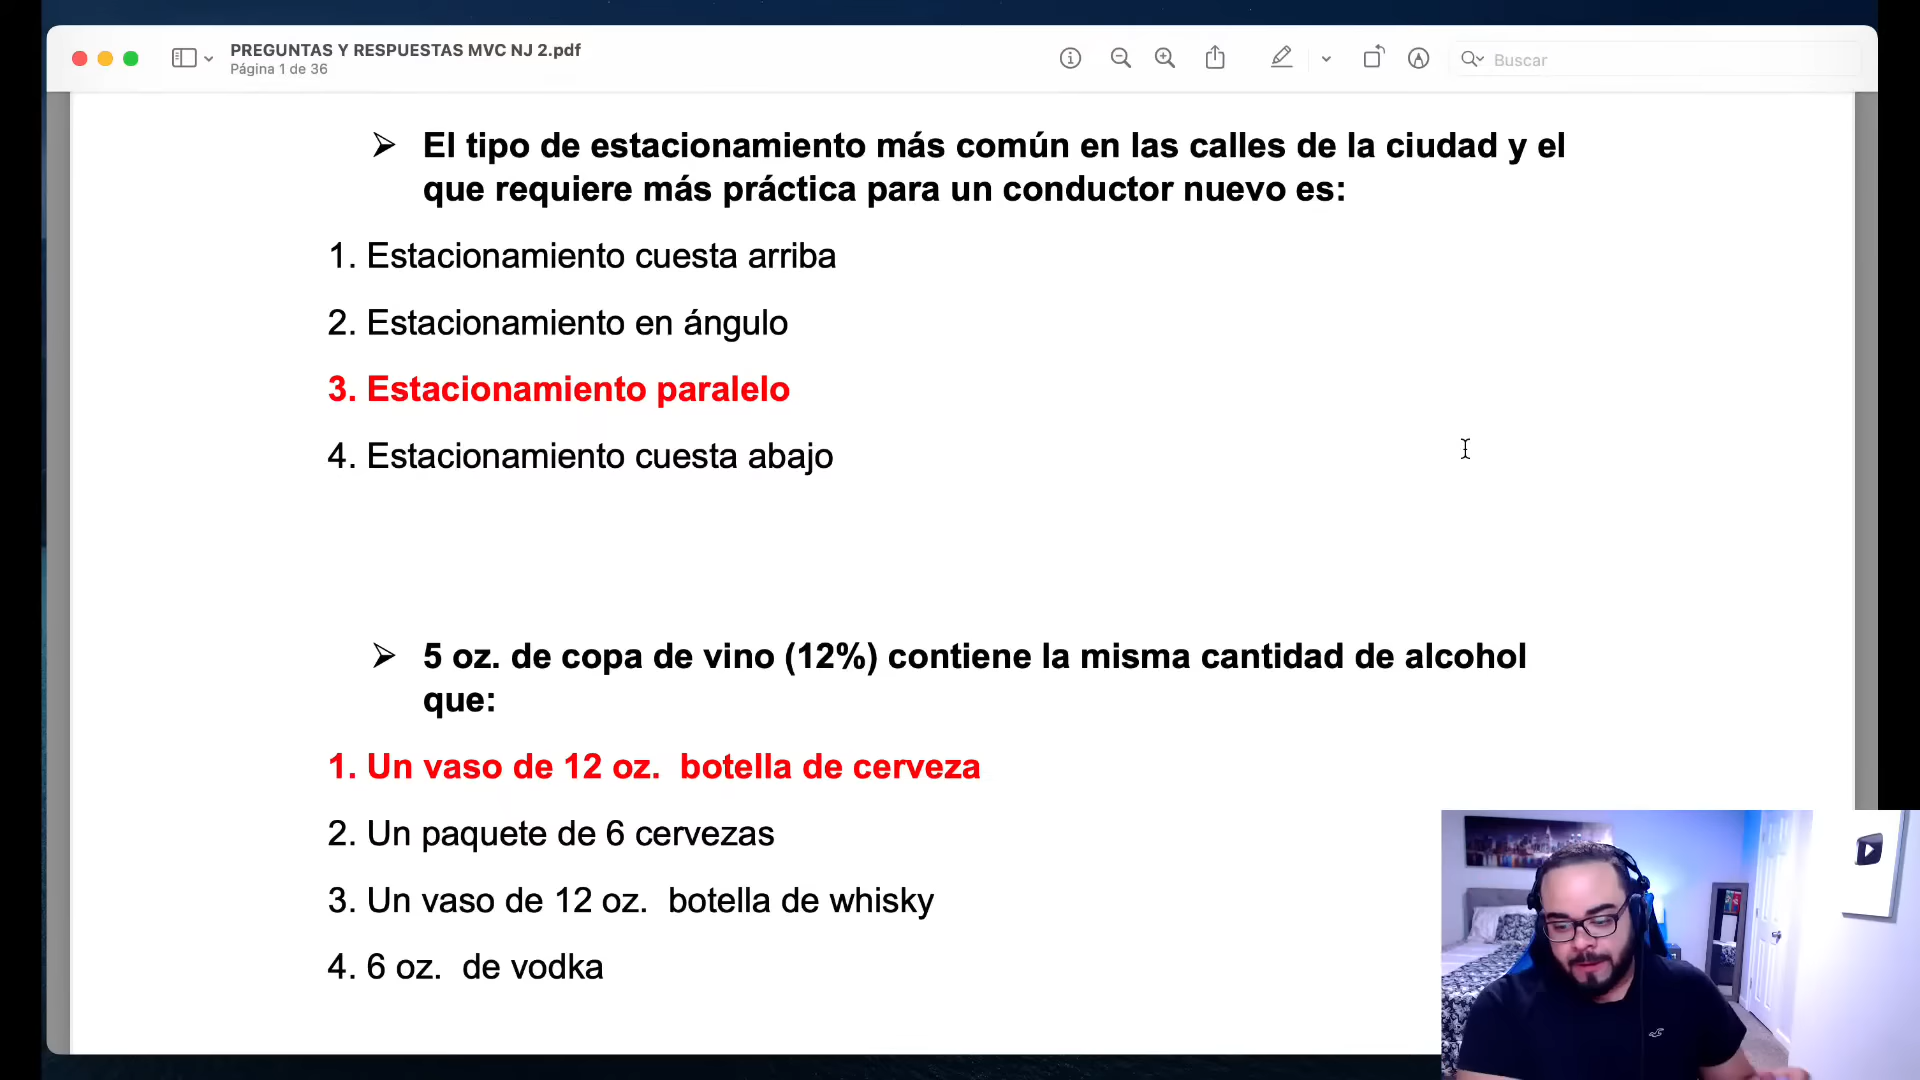 PREGUNTAS Y RESPUESTAS MVC NJ 2.pdf
Página 1 de 36
Buscar
➢ El tipo de estacionamiento más común en las calles de la ciudad y el
que requiere más práctica para un conductor nuevo es:
1. Estacionamiento cuesta arriba
2. Estacionamiento en ángulo
3. Estacionamiento paralelo
4. Estacionamiento cuesta abajo
➢ 5 oz. de copa de vino (12%) contiene la misma cantidad de alcohol
que:
1. Un vaso de 12 oz.  botella de cerveza
2. Un paquete de 6 cervezas
3. Un vaso de 12 oz.  botella de whisky
4. 6 oz.  de vodka